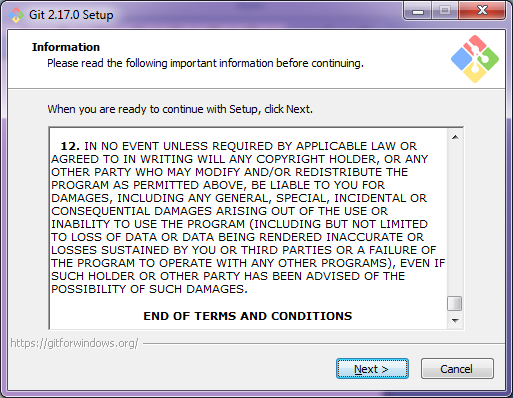 Git 2.17.0 Setup
Information
Please read the following important information before continuing.
When you are ready to continue with Setup, click Next.
12. IN NO EVENT UNLESS REQUIRED BY APPLICABLE LAW OR
AGREED TO IN WRITING WILL ANY COPYRIGHT HOLDER, OR ANY
OTHER PARTY WHO MAY MODIFY AND/OR REDISTRIBUTE THE
PROGRAM AS PERMITTED ABOVE, BE LIABLE TO YOU FOR
DAMAGES, INCLUDING ANY GENERAL, SPECIAL, INCIDENTAL OR
CONSEQUENTIAL DAMAGES ARISING OUT OF THE USE OR
INABILITY TO USE THE PROGRAM (INCLUDING BUT NOT LIMITED
TO LOSS OF DATA OR DATA BEING RENDERED INACCURATE OR
LOSSES SUSTAINED BY YOU OR THIRD PARTIES OR A FAILURE OF
THE PROGRAM TO OPERATE WITH ANY OTHER PROGRAMS), EVEN IF
SUCH HOLDER OR OTHER PARTY HAS BEEN ADVISED OF THE
POSSIBILITY OF SUCH DAMAGES.
END OF TERMS AND CONDITIONS
https://gitforwindows.org/
Next >
Cancel